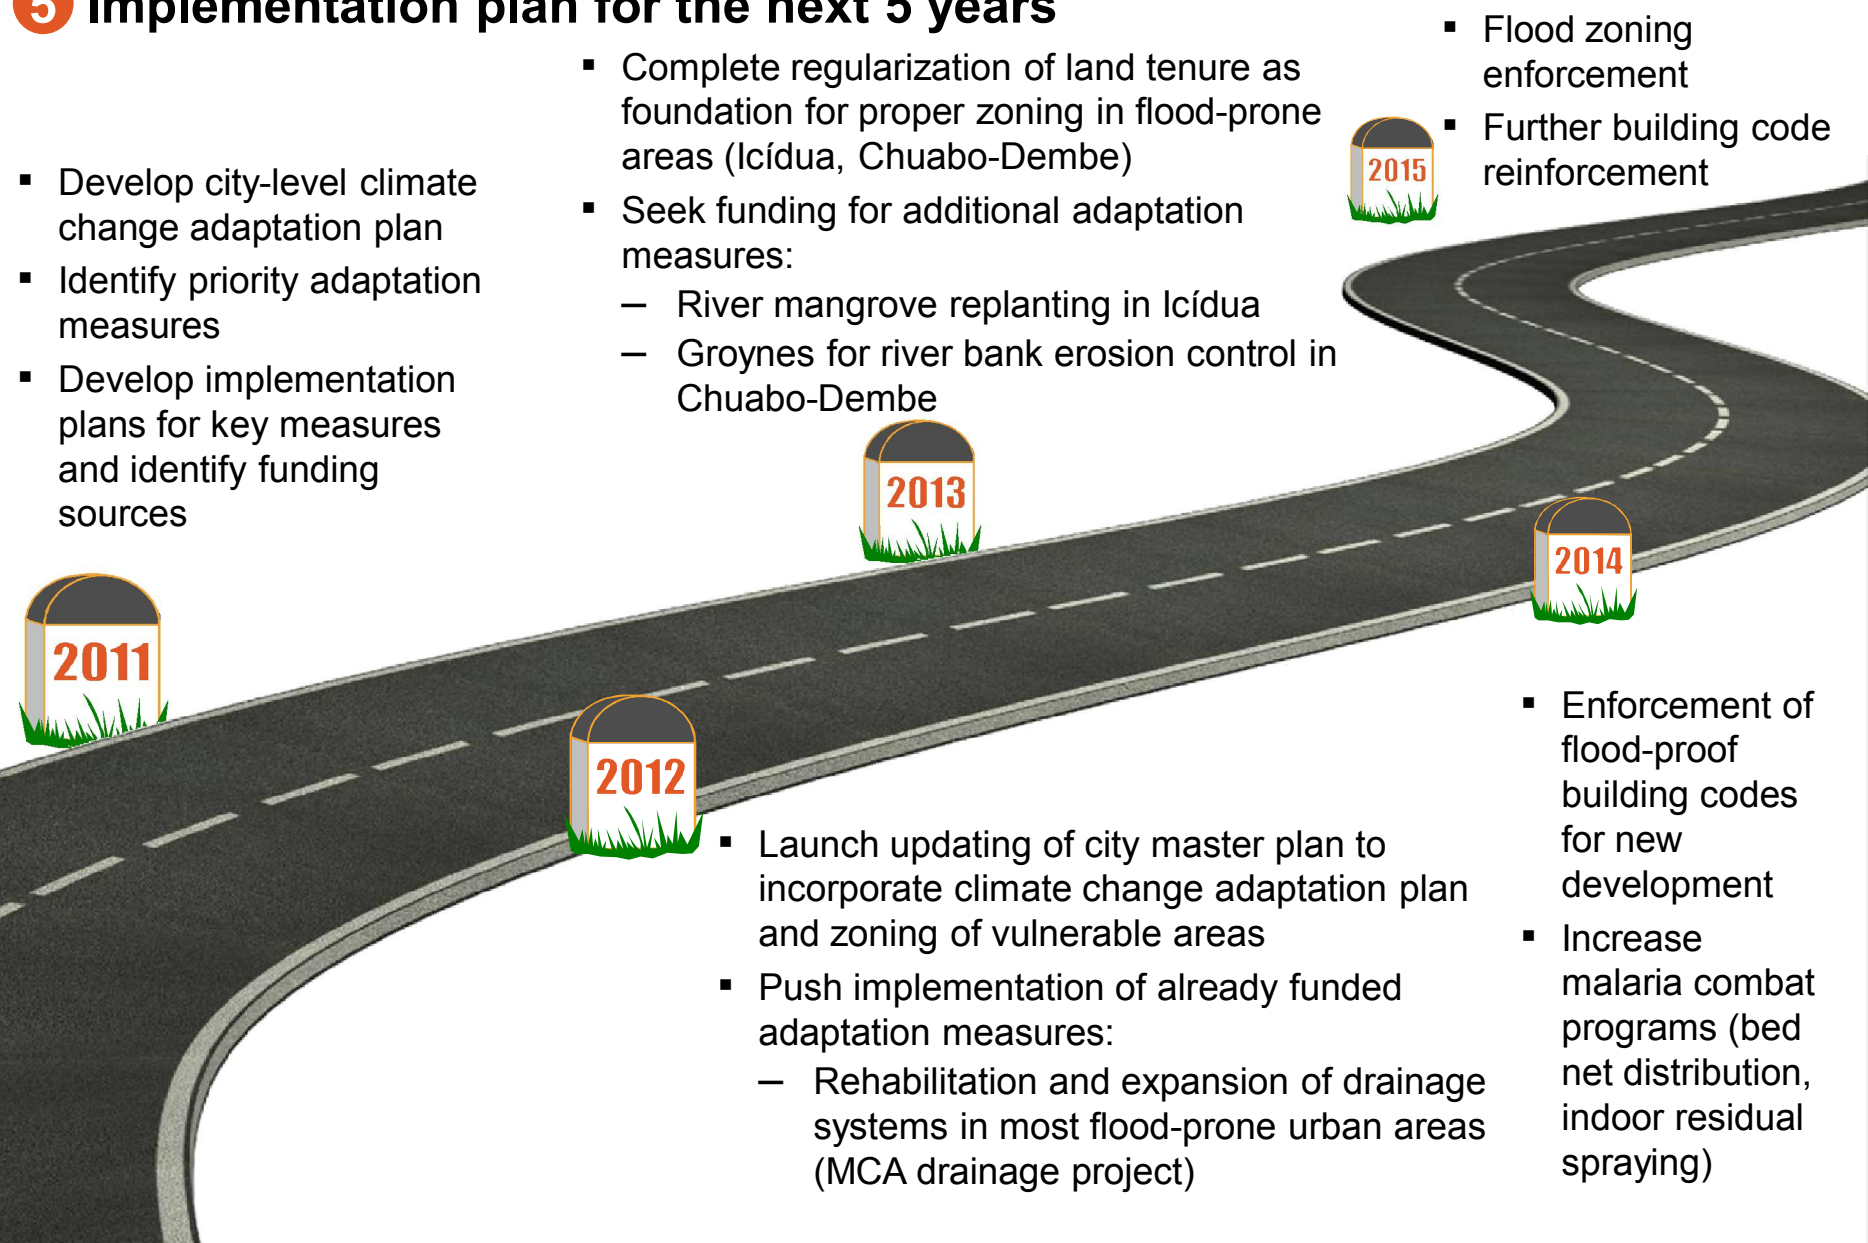 5 Implementation plan for the next 5 years
▪ Develop city-level climate
change adaptation plan
▪ Identify priority adaptation
measures
▪ Develop implementation
plans for key measures
and identify funding
sources
2011
▪ Launch updating of city master plan to
incorporate climate change adaptation plan
and zoning of vulnerable areas
▪ Push implementation of already funded
adaptation measures:
– Rehabilitation and expansion of drainage
systems in most flood-prone urban areas
(MCA drainage project)
2012
▪ Complete regularization of land tenure as
foundation for proper zoning in flood-prone
areas (Icídua, Chuabo-Dembe)
▪ Seek funding for additional adaptation
measures:
– River mangrove replanting in Icídua
– Groynes for river bank erosion control in
Chuabo-Dembe
2013
2014
▪ Enforcement of
flood-proof
building codes
for new
development
▪ Increase
malaria combat
programs (bed
net distribution,
indoor residual
spraying)
2015
▪ Flood zoning
enforcement
▪ Further building code
reinforcement